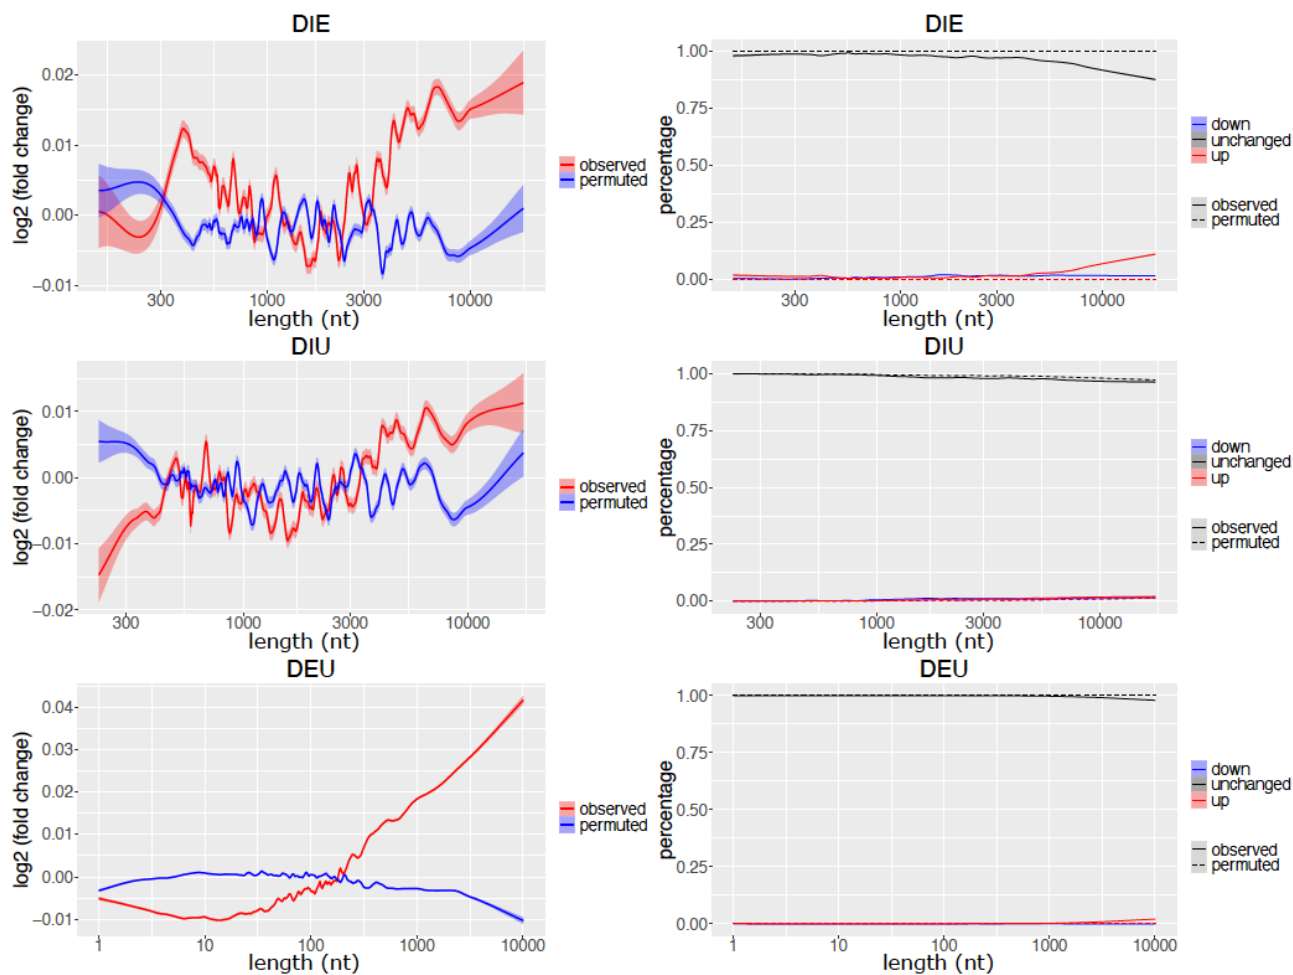 DIE
log2 (fold change)
0.02
0.01
0.00
−0.01
300
1000
3000
10000
length (nt)
observed
permuted
DIE
percentage
1.00
0.75
0.50
0.25
0.00
300
1000
3000
10000
length (nt)
down
unchanged
up
observed
permuted
DIU
log2 (fold change)
0.01
0.00
−0.01
−0.02
300
1000
3000
10000
length (nt)
observed
permuted
DIU
percentage
1.00
0.75
0.50
0.25
0.00
300
1000
3000
10000
length (nt)
down
unchanged
up
observed
permuted
DEU
log2 (fold change)
0.04
0.03
0.02
0.01
0.00
−0.01
1
10
100
1000
10000
length (nt)
observed
permuted
DEU
percentage
1.00
0.75
0.50
0.25
0.00
1
10
100
1000
10000
length (nt)
down
unchanged
up
observed
permuted